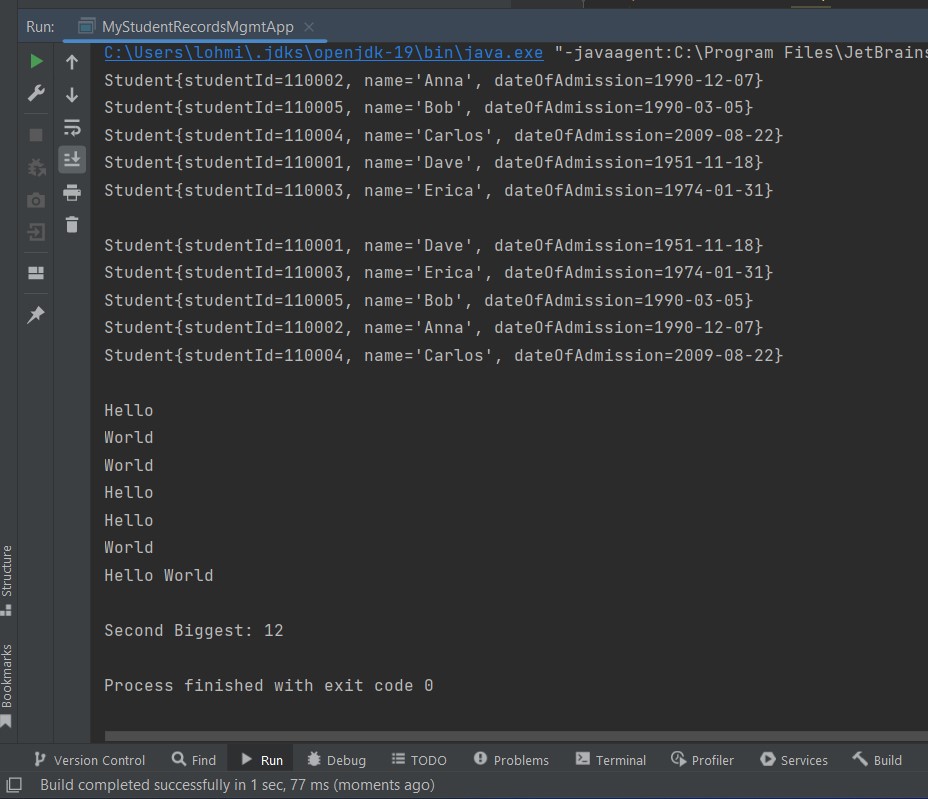 Run: MyStudentRecordsMgmtApp
C:\Users\lohmi\.jdks\openjdk-19\bin\java.exe "-javaagent:C:\Program Files\JetBrains
Student{studentId=110002, name='Anna', dateOfAdmission=1990-12-07}
Student{studentId=110005, name='Bob', dateOfAdmission=1990-03-05}
Student{studentId=110004, name='Carlos', dateOfAdmission=2009-08-22}
Student{studentId=110001, name='Dave', dateOfAdmission=1951-11-18}
Student{studentId=110003, name='Erica', dateOfAdmission=1974-01-31}
Student{studentId=110001, name='Dave', dateOfAdmission=1951-11-18}
Student{studentId=110003, name='Erica', dateOfAdmission=1974-01-31}
Student{studentId=110005, name='Bob', dateOfAdmission=1990-03-05}
Student{studentId=110002, name='Anna', dateOfAdmission=1990-12-07}
Student{studentId=110004, name='Carlos', dateOfAdmission=2009-08-22}
Hello
World
World
Hello
Hello
World
Hello World
Second Biggest: 12
Process finished with exit code 0
Structure
Bookmarks
Version Control Find Run Debug TODO Problems Terminal Profiler Services Build
Build completed successfully in 1 sec, 77 ms (moments ago)